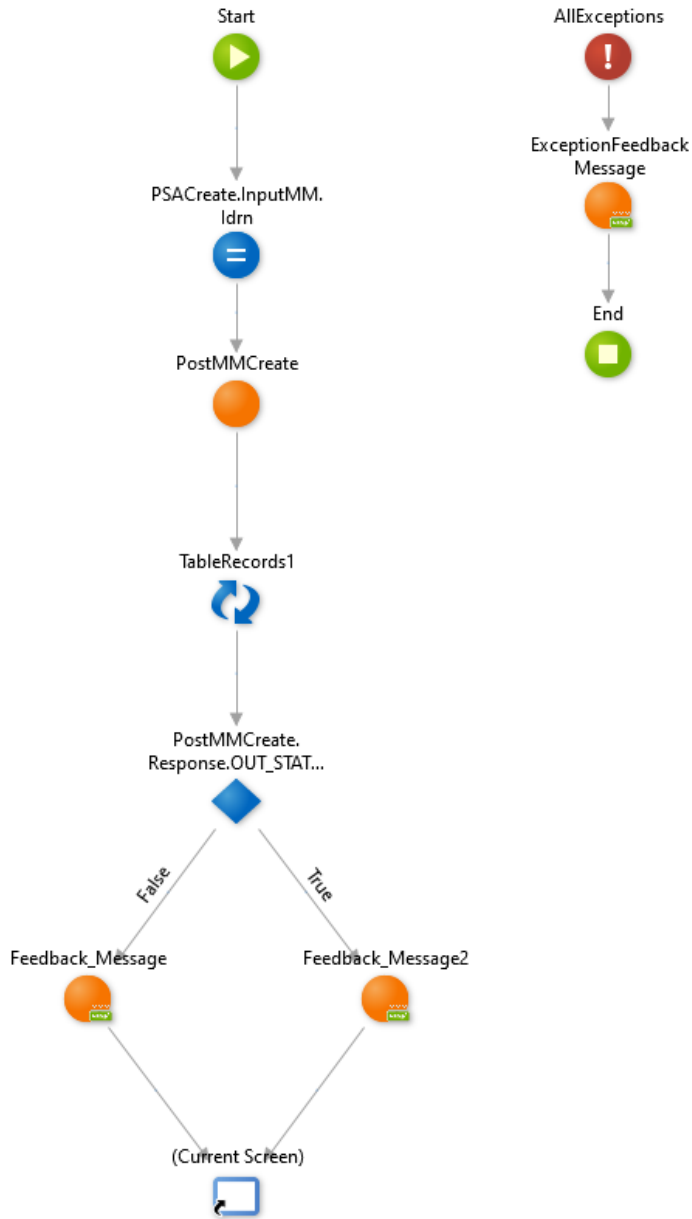 Start
AllExceptions
ExceptionFeedback
Message
PSACreate.InputMM.
Idrn
End
PostMMCreate
TableRecords1
PostMMCreate.
Response.OUT_STAT...
False
True
Feedback_Message
Feedback_Message2
(Current Screen)